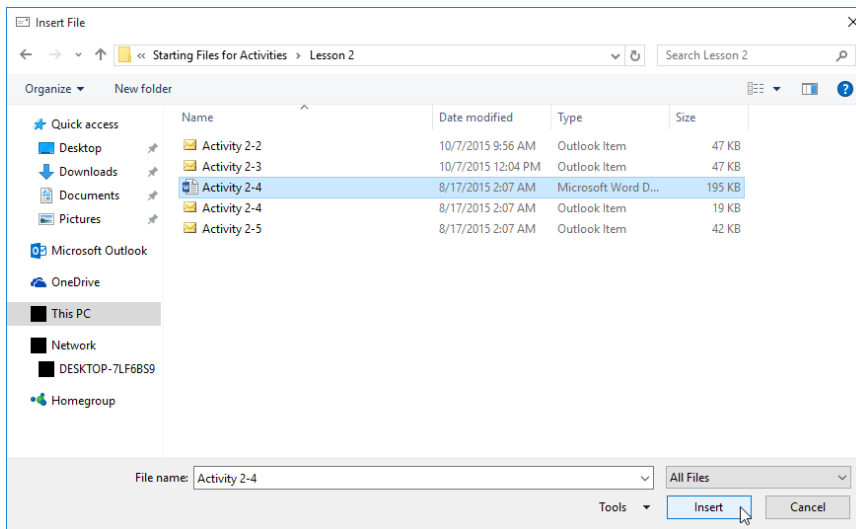 Insert File
« Starting Files for Activities > Lesson 2
Search Lesson 2
Organize
New folder
Name Date modified Type Size
Quick access
Desktop
Downloads
Documents
Pictures
Microsoft Outlook
OneDrive
This PC
Network
DESKTOP-7LF6BS9
Homegroup
Activity 2-2 10/7/2015 9:56 AM Outlook Item 47 KB
Activity 2-3 10/7/2015 12:04 PM Outlook Item 47 KB
Activity 2-4 8/17/2015 2:07 AM Microsoft Word D... 195 KB
Activity 2-4 8/17/2015 2:07 AM Outlook Item 19 KB
Activity 2-5 8/17/2015 2:07 AM Outlook Item 42 KB
File name: Activity 2-4 All Files
Tools Insert Cancel